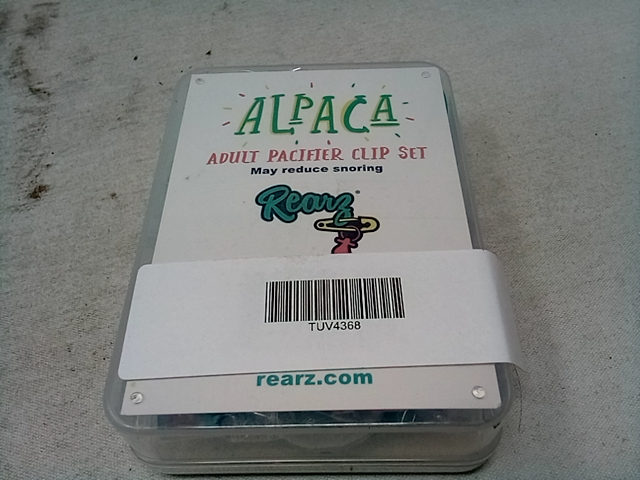 ALPACA
ADULT PACIFIER CLIP SET
May reduce snoring
Rearz®
TUV4368
rearz.com